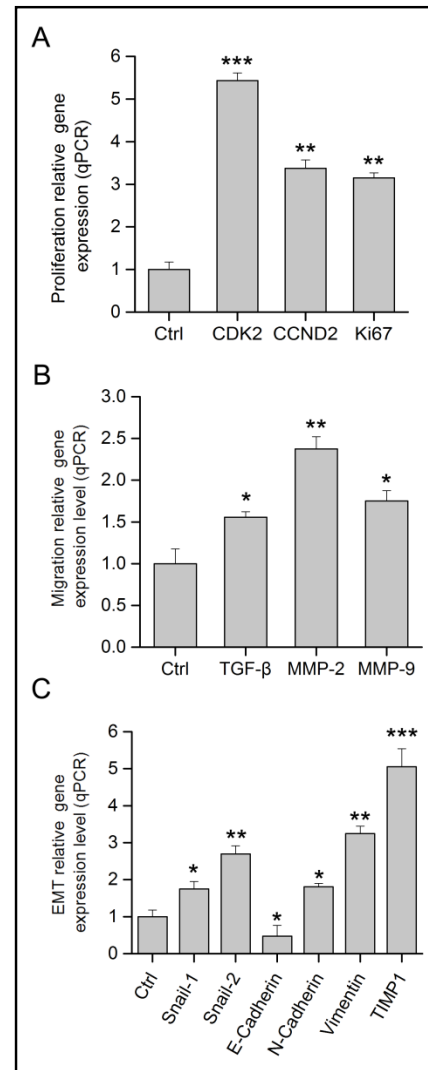 A
Proliferation relative gene
expression (qPCR)
6
5
4
3
2
1
0
***
**
**
Ctrl CDK2 CCND2 Ki67
B
Migration relative gene
expression level (qPCR)
3.0
2.5
2.0
1.5
1.0
0.5
0.0
*
**
*
Ctrl TGF-β MMP-2 MMP-9
C
EMT relative gene
expression level (qPCR)
6
5
4
3
2
1
0
*
**
*
*
**
***
Ctrl
Snail-1
Snail-2
E-Cadherin
N-Cadherin
Vimentin
TIMP1